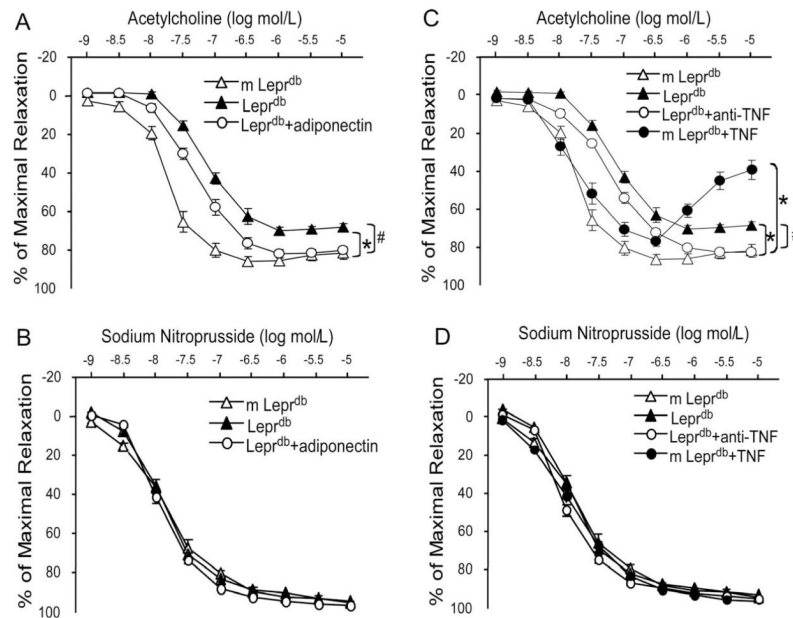 A
Acetylcholine (log mol/L)
-9 -8.5 -8 -7.5 -7 -6.5 -6 -5.5 -5
% of Maximal Relaxation
-20
0
20
40
60
80
100
m Lepr^db
Lepr^db
Lepr^db+adiponectin
* #
C
Acetylcholine (log mol/L)
-9 -8.5 -8 -7.5 -7 -6.5 -6 -5.5 -5
% of Maximal Relaxation
-20
0
20
40
60
80
100
m Lepr^db
Lepr^db
Lepr^db+anti-TNF
m Lepr^db+TNF
*
*
B
Sodium Nitroprusside (log mol/L)
-9 -8.5 -8 -7.5 -7 -6.5 -6 -5.5 -5
% of Maximal Relaxation
-20
0
20
40
60
80
100
m Lepr^db
Lepr^db
Lepr^db+adiponectin
D
Sodium Nitroprusside (log mol/L)
-9 -8.5 -8 -7.5 -7 -6.5 -6 -5.5 -5
% of Maximal Relaxation
-20
0
20
40
60
80
100
m Lepr^db
Lepr^db
Lepr^db+anti-TNF
m Lepr^db+TNF